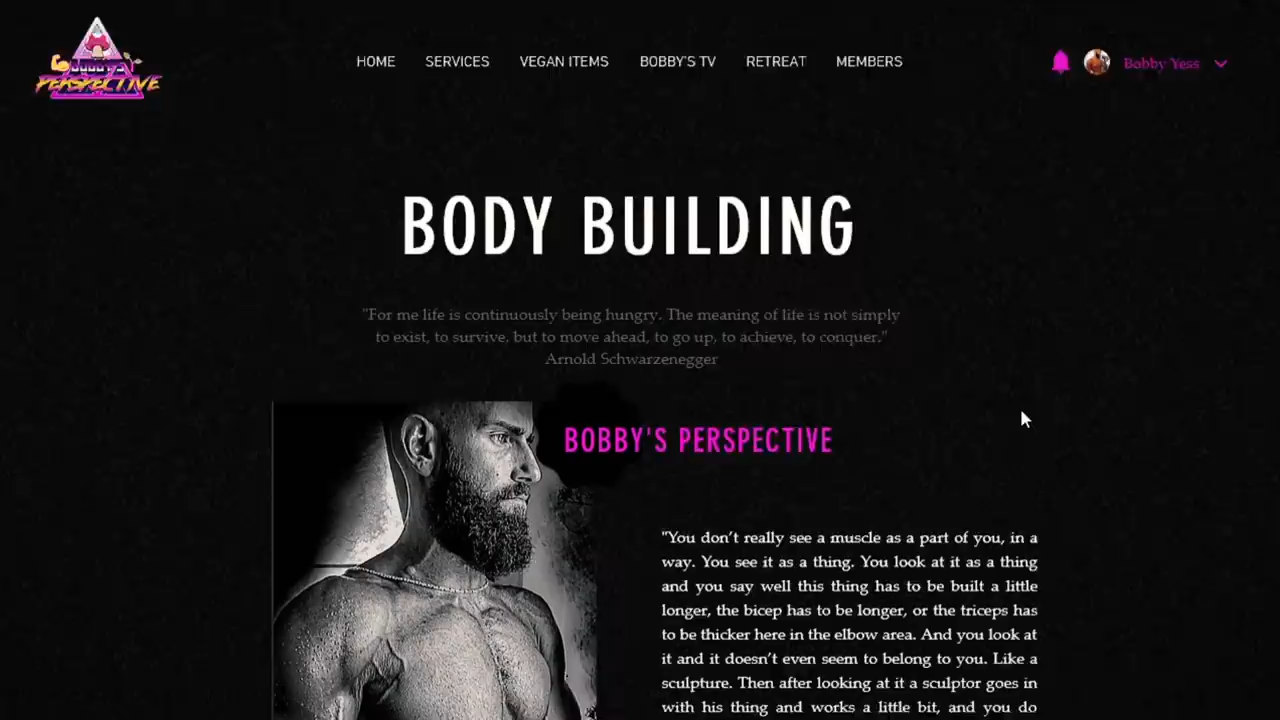 BOBBY'S
PERSPECTIVE
HOME SERVICES VEGAN ITEMS BOBBY'S TV RETREAT MEMBERS
Bobby Yess
BODY BUILDING
"For me life is continuously being hungry. The meaning of life is not simply
to exist, to survive, but to move ahead, to go up, to achieve, to conquer."
Arnold Schwarzenegger
BOBBY'S PERSPECTIVE
"You don't really see a muscle as a part of you, in a
way. You see it as a thing. You look at it as a thing
and you say well this thing has to be built a little
longer, the bicep has to be longer, or the triceps has
to be thicker here in the elbow area. And you look at
it and it doesn't even seem to belong to you. Like a
sculpture. Then after looking at it a sculptor goes in
with his thing and works a little bit, and you do